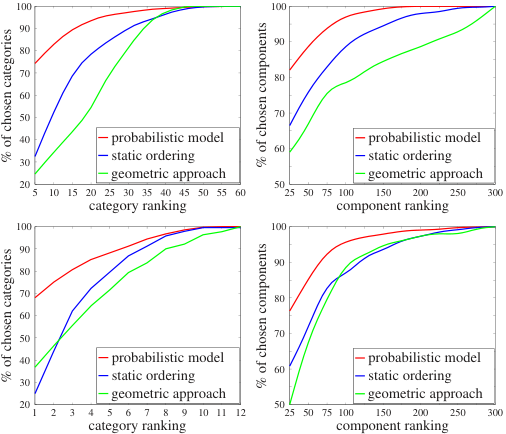 100
90
80
70
60
50
40
30
20
% of chosen categories
probabilistic model
static ordering
geometric approach
5 10 15 20 25 30 35 40 45 50 55 60
category ranking
100
90
80
70
60
50
% of chosen components
probabilistic model
static ordering
geometric approach
25 50 75 100 150 200 250 300
component ranking
100
90
80
70
60
50
40
30
20
% of chosen categories
probabilistic model
static ordering
geometric approach
1 2 3 4 5 6 7 8 9 10 11 12
category ranking
100
90
80
70
60
50
% of chosen components
probabilistic model
static ordering
geometric approach
25 50 75 100 150 200 250 300
component ranking